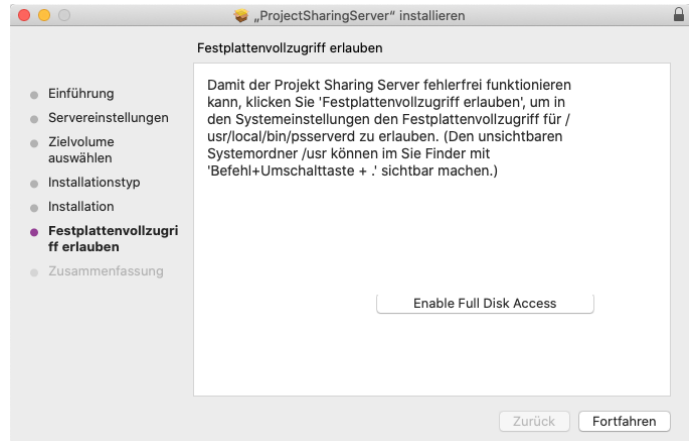 „ProjectSharingServer“ installieren
Festplattenvollzugriff erlauben
Einführung
Servereinstellungen
Zielvolume
auswählen
Installationstyp
Installation
Festplattenvollzugri
ff erlauben
Zusammenfassung
Damit der Projekt Sharing Server fehlerfrei funktionieren
kann, klicken Sie 'Festplattenvollzugriff erlauben', um in
den Systemeinstellungen den Festplattenvollzugriff für /
usr/local/bin/psserverd zu erlauben. (Den unsichtbaren
Systemordner /usr können im Sie Finder mit
'Befehl+Umschalttaste + .' sichtbar machen.)
Enable Full Disk Access
Zurück
Fortfahren